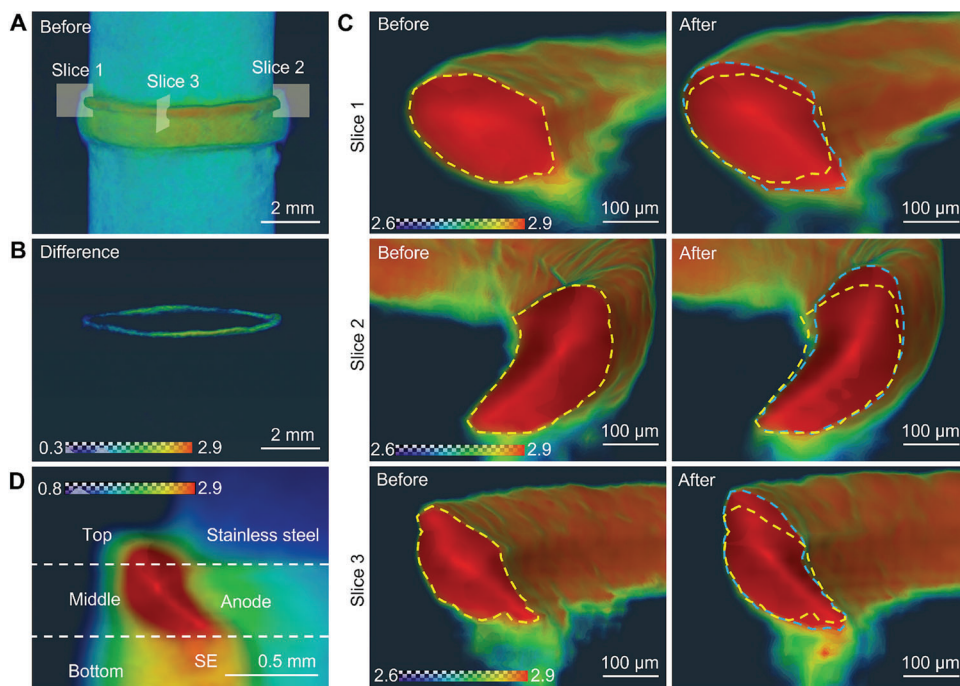 A
Before
Slice 1
Slice 3
Slice 2
2 mm
B
Difference
0.3
2.9
2 mm
D
0.8
2.9
Top
Stainless steel
Middle
Anode
Bottom
SE
0.5 mm
C
Before
After
Slice 1
2.6
2.9
100 µm
100 µm
Before
After
Slice 2
2.6
2.9
100 µm
100 µm
Before
After
Slice 3
2.6
2.9
100 µm
100 µm